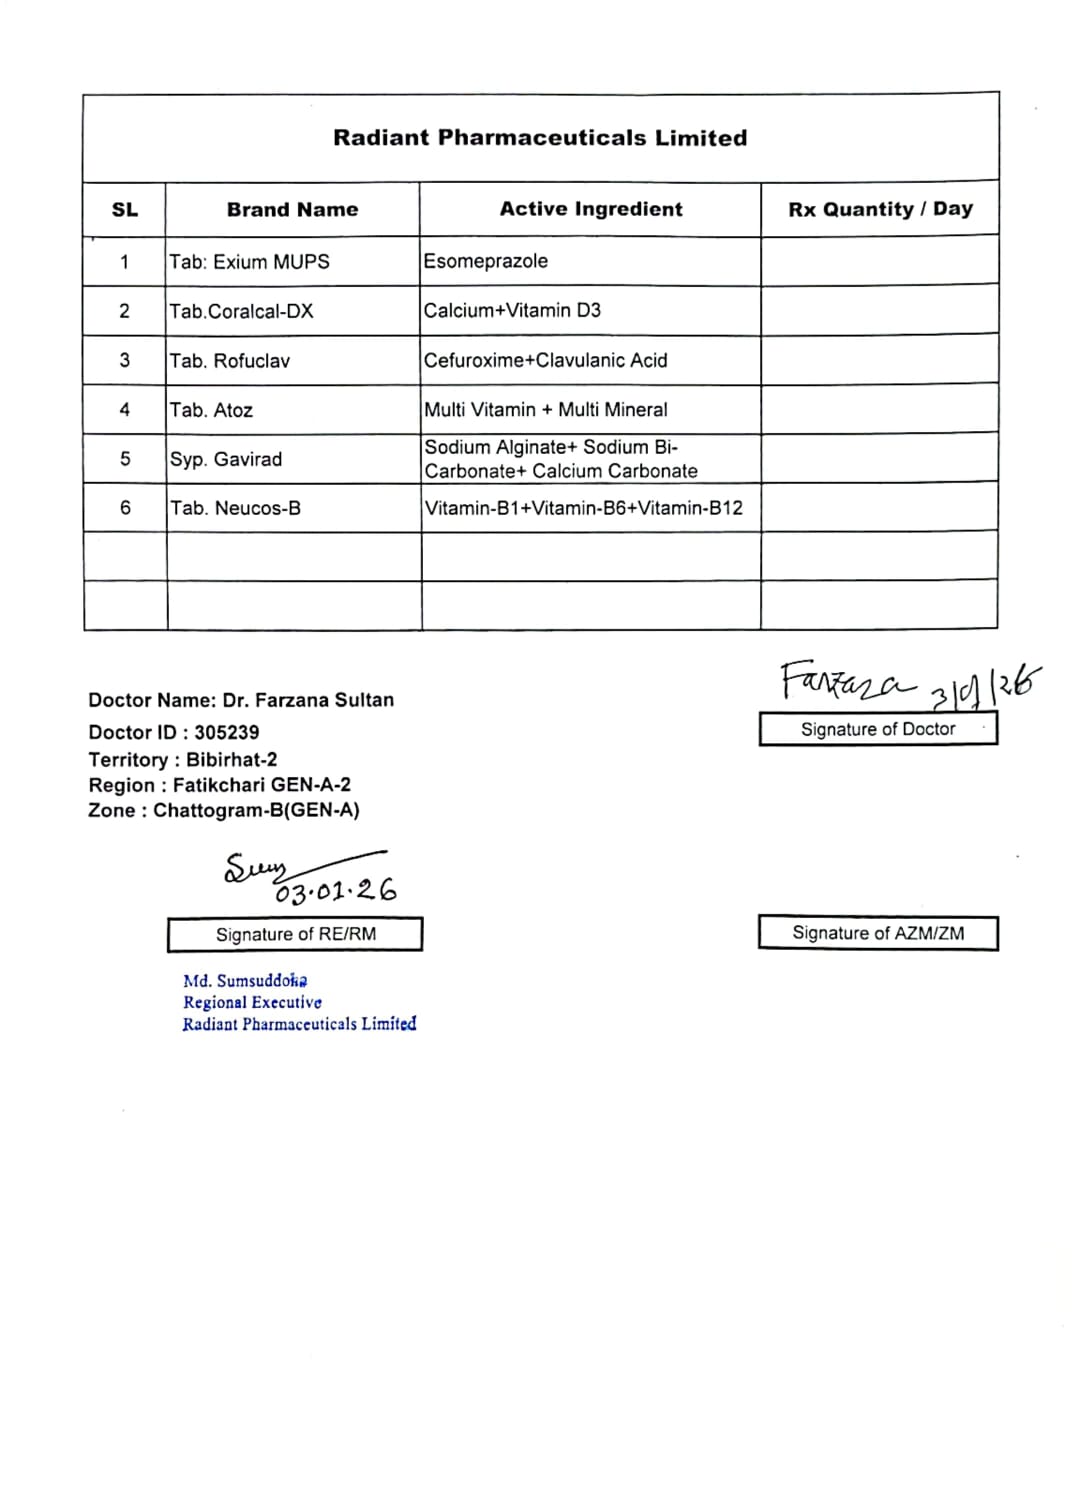 Radiant Pharmaceuticals Limited
SL Brand Name Active Ingredient Rx Quantity / Day
1 Tab: Exium MUPS Esomeprazole
2 Tab.Coralcal-DX Calcium+Vitamin D3
3 Tab. Rofuclav Cefuroxime+Clavulanic Acid
4 Tab. Atoz Multi Vitamin + Multi Mineral
5 Syp. Gavirad Sodium Alginate+ Sodium Bi-
Carbonate+ Calcium Carbonate
6 Tab. Neucos-B Vitamin-B1+Vitamin-B6+Vitamin-B12
Farzana 3/1/26
Signature of Doctor
Doctor Name: Dr. Farzana Sultan
Doctor ID : 305239
Territory : Bibirhat-2
Region : Fatikchari GEN-A-2
Zone : Chattogram-B(GEN-A)
03.01.26
Signature of RE/RM
Signature of AZM/ZM
Md. Sumsuddoha
Regional Executive
Radiant Pharmaceuticals Limited